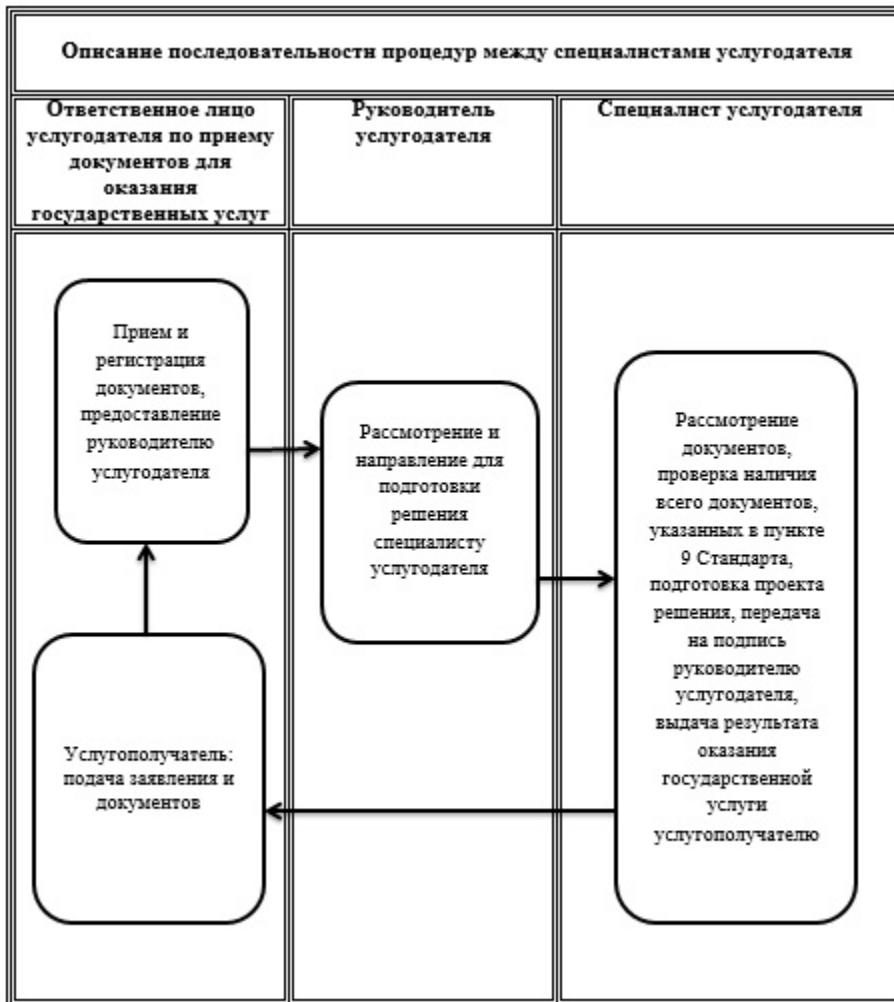 Описание последовательности процедур между специалистами услугодателя
Ответственное лицо
услугодателя по приему
документов для
оказания
государственных услуг
Руководитель
услугодателя
Специалист услугодателя
Прием и
регистрация
документов,
предоставление
руководителю
услугодателя
Рассмотрение и
направление для
подготовки
решения
специалисту
услугодателя
Рассмотрение
документов,
проверка наличия
всего документов,
указанных в пункте
9 Стандарта,
подготовка проекта
решения, передача
на подпись
руководителю
услугодателя,
выдача результата
оказания
государственной
услуги
услугополучателю
Услугополучатель:
подача заявления и
документов